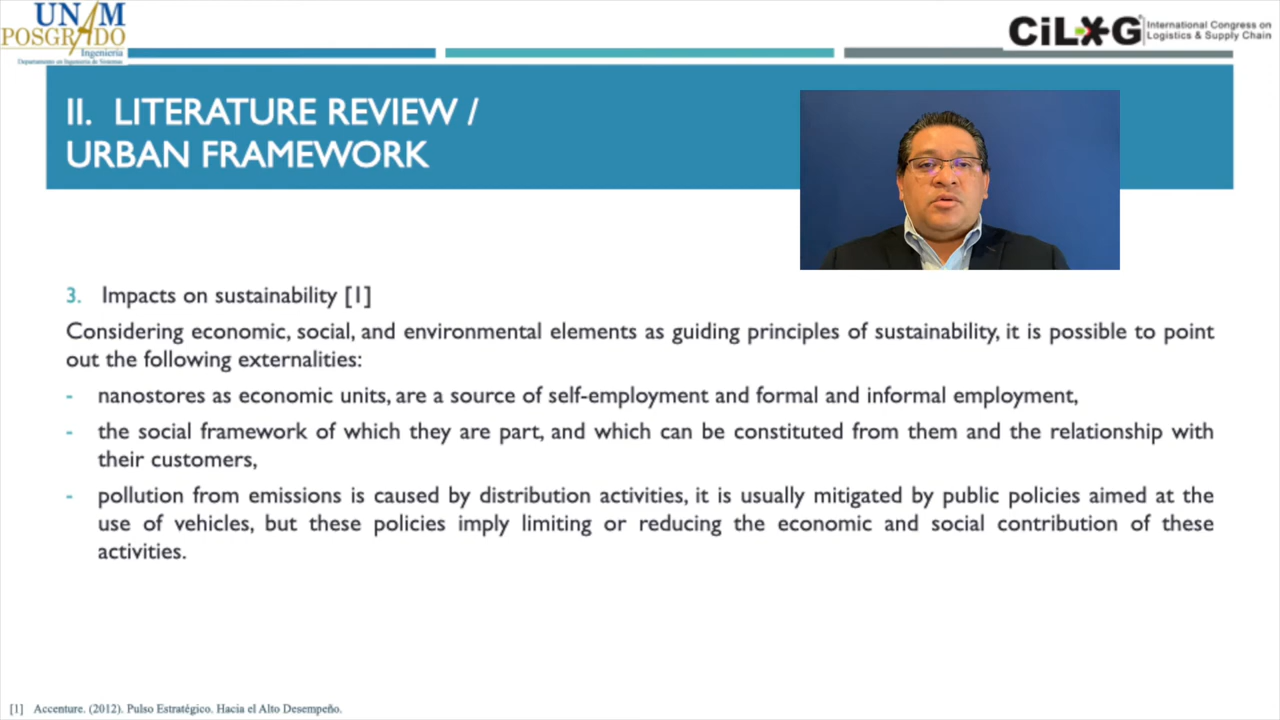 UNAM
POSGRADO
Ingeniería
Departamento en Ingeniería de Sistemas
CiLOG
International Congress on
Logistics & Supply Chain
II. LITERATURE REVIEW /
URBAN FRAMEWORK
3. Impacts on sustainability [1]
Considering economic, social, and environmental elements as guiding principles of sustainability, it is possible to point
out the following externalities:
- nanostores as economic units, are a source of self-employment and formal and informal employment,
- the social framework of which they are part, and which can be constituted from them and the relationship with
their customers,
- pollution from emissions is caused by distribution activities, it is usually mitigated by public policies aimed at the
use of vehicles, but these policies imply limiting or reducing the economic and social contribution of these
activities.
[1] Accenture. (2012). Pulso Estratégico. Hacia el Alto Desempeño.